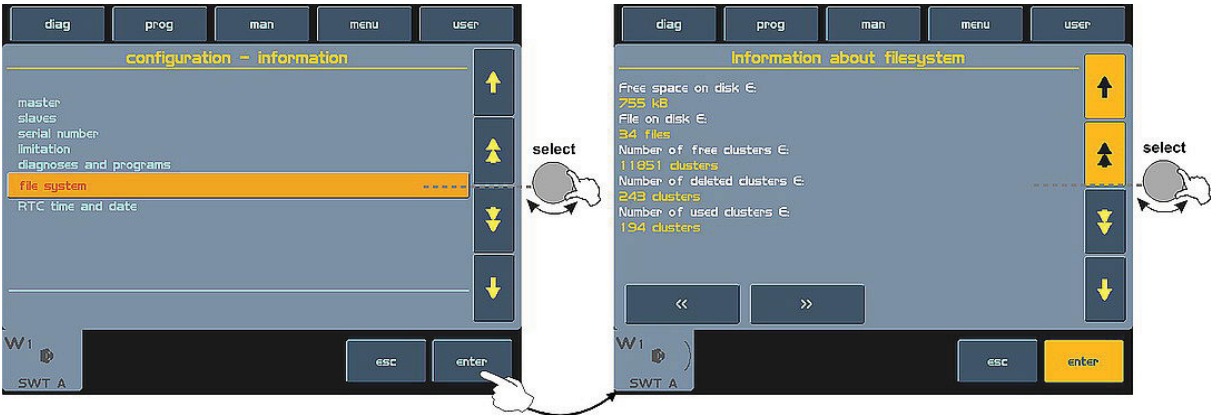 diag prog man menu user
configuration - information
master
slaves
serial number
limitation
diagnoses and programs
file system
RTC time and date
W1
SWT A
esc enter
select
diag prog man menu user
Information about filesystem
Free space on disk E:
755 kB
File on disk E:
34 files
Number of free clusters E:
11851 clusters
Number of deleted clusters E:
243 clusters
Number of used clusters E:
194 clusters
<< >>
W1
SWT A
esc enter
select